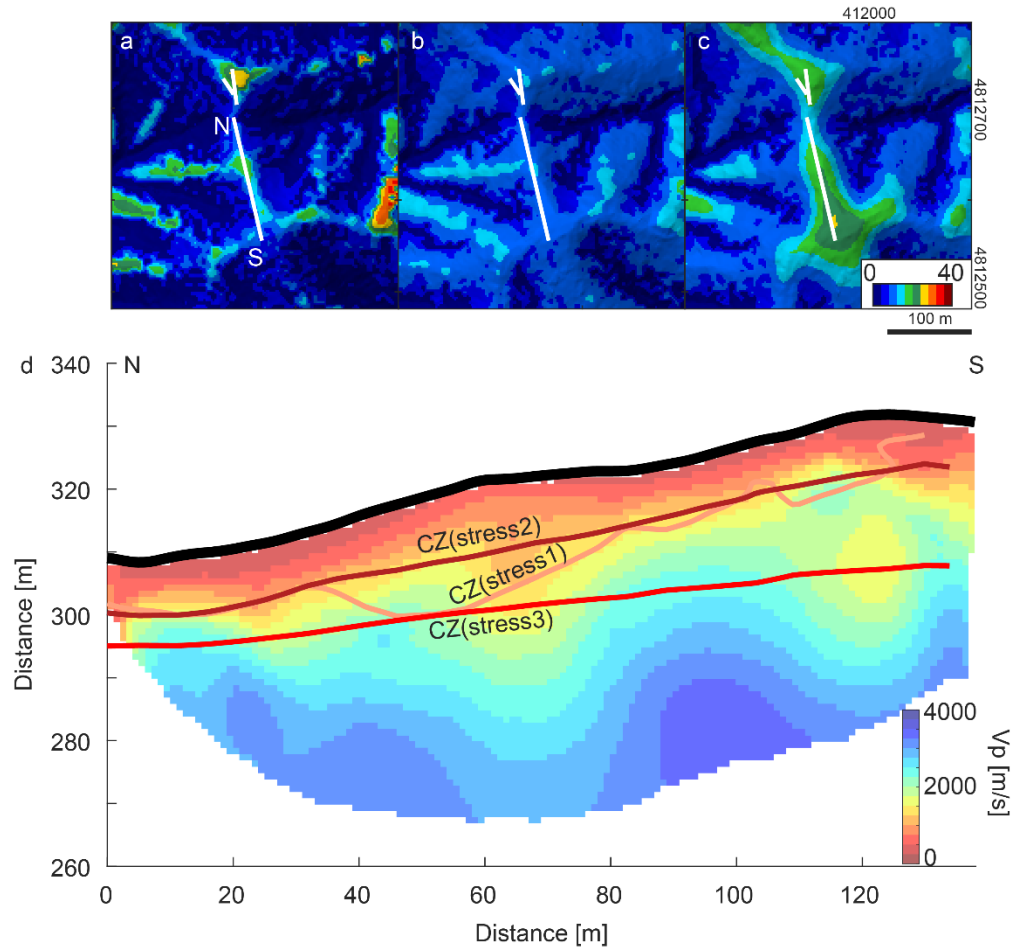 412000
a
b
c
N
S
4812700
4812500
0 40
100 m
d
N
S
340
320
300
280
260
Distance [m]
CZ(stress2)
CZ(stress1)
CZ(stress3)
4000
2000
0
Vp [m/s]
0 20 40 60 80 100 120
Distance [m]